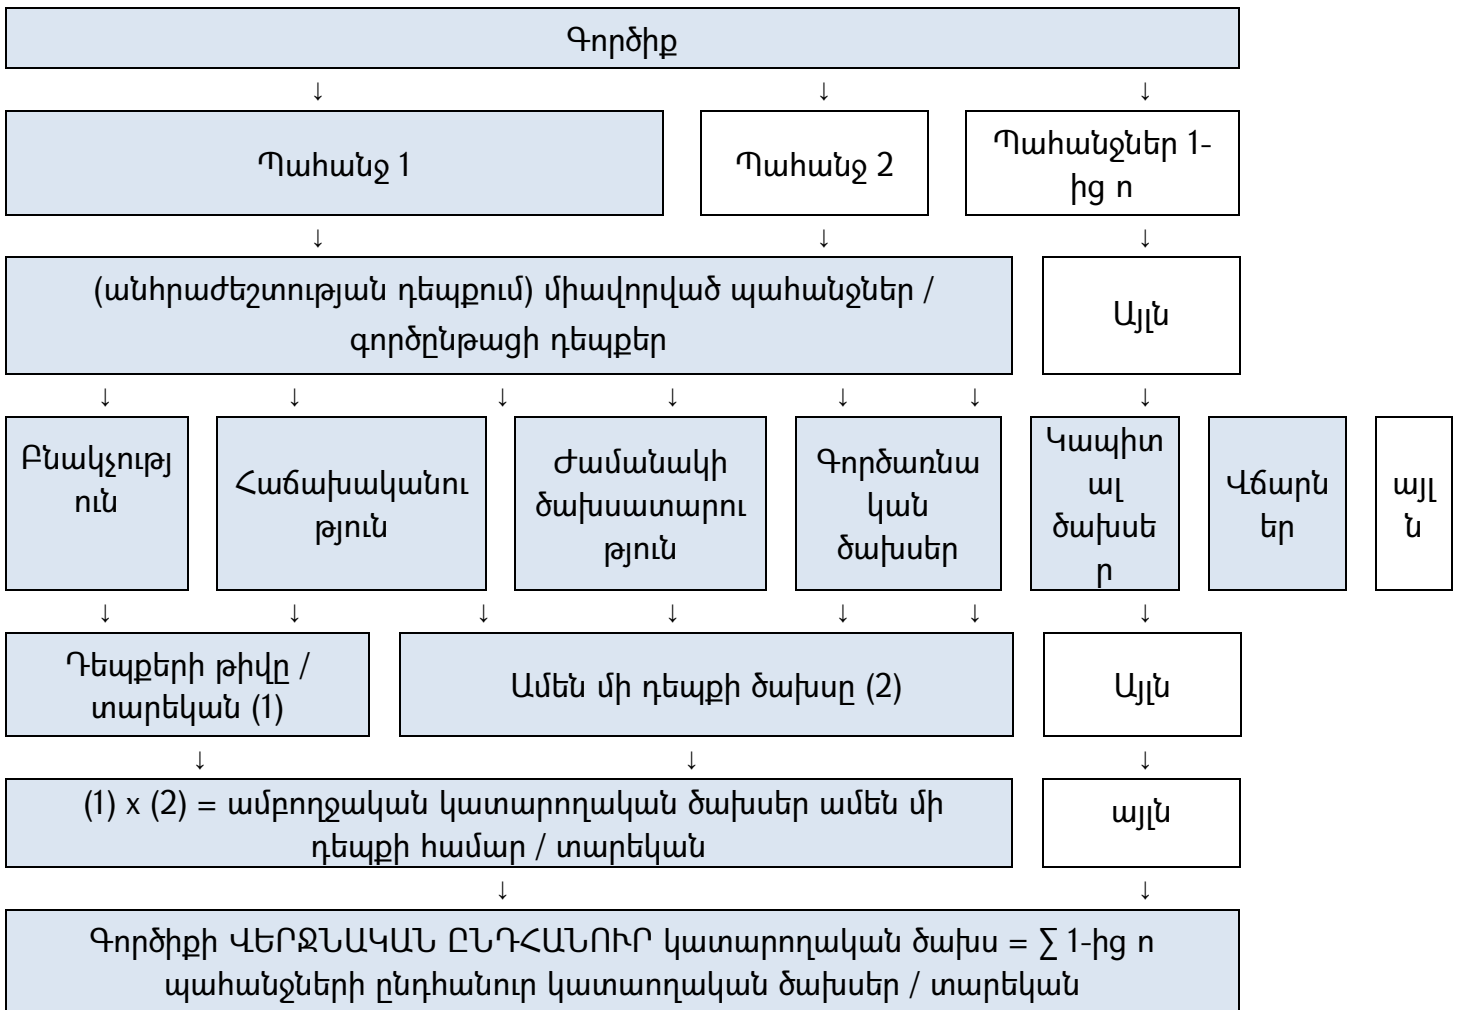 Գործիք
↓ ↓ ↓
Պահանջ 1
Պահանջ 2
Պահանջներ 1-
ից n
↓ ↓ ↓
(անհրաժեշտության դեպքում) միավորված պահանջներ /
գործընթացի դեպքեր
Այլն
↓ ↓ ↓ ↓ ↓ ↓ ↓
Բնակչությ
ուն
Հաճախականու
թյուն
Ժամանակի
ծախսատարու
թյուն
Գործառնա
կան
ծախսեր
Կապիտ
ալ
ծախսե
ր
Վճարն
եր
այլ
ն
↓ ↓ ↓ ↓ ↓ ↓ ↓
Դեպքերի թիվը /
տարեկան (1)
Ամեն մի դեպքի ծախսը (2)
Այլն
↓ ↓ ↓
(1) x (2) = ամբողջական կատարողական ծախսեր ամեն մի
դեպքի համար / տարեկան
այլն
↓ ↓
Գործիքի ՎԵՐՋՆԱԿԱՆ ԸՆԴՀԱՆՈՒՐ կատարողական ծախս = ∑ 1-ից n
պահանջների ընդհանուր կատաողական ծախսեր / տարեկան